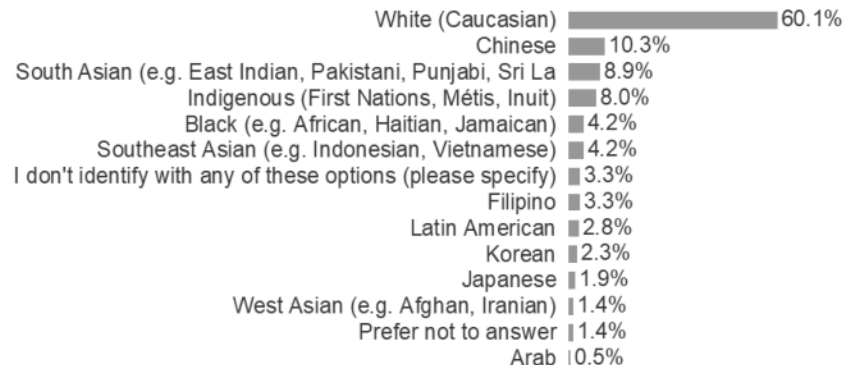 White (Caucasian) 60.1%
Chinese 10.3%
South Asian (e.g. East Indian, Pakistani, Punjabi, Sri La 8.9%
Indigenous (First Nations, Métis, Inuit) 8.0%
Black (e.g. African, Haitian, Jamaican) 4.2%
Southeast Asian (e.g. Indonesian, Vietnamese) 4.2%
I don't identify with any of these options (please specify) 3.3%
Filipino 3.3%
Latin American 2.8%
Korean 2.3%
Japanese 1.9%
West Asian (e.g. Afghan, Iranian) 1.4%
Prefer not to answer 1.4%
Arab 0.5%